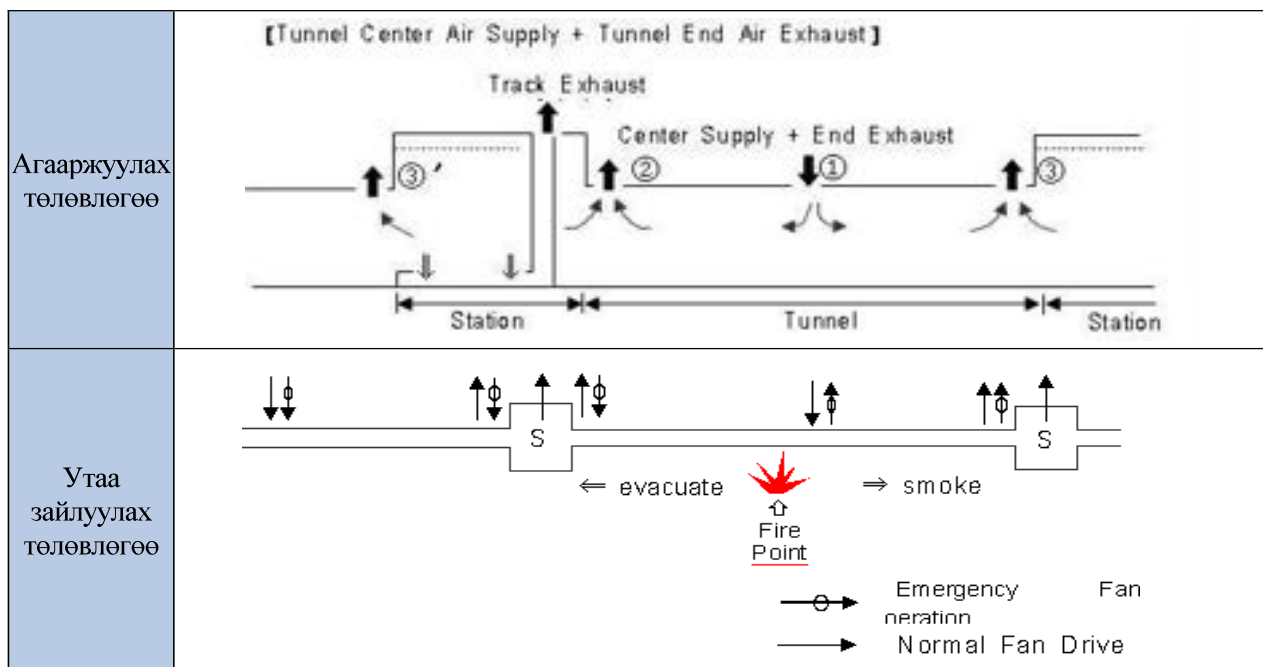 Агааржуулах
төлөвлөгөө
[Tunnel Center Air Supply + Tunnel End Air Exhaust]
Track Exhaust
Center Supply + End Exhaust
③ ′
②
①
③
Station
Tunnel
Station
Утаа
зайлуулах
төлөвлөгөө
S
S
⇐ evacuate
⇒ smoke
Fire
Point
Emergency Fan
peration
Normal Fan Drive